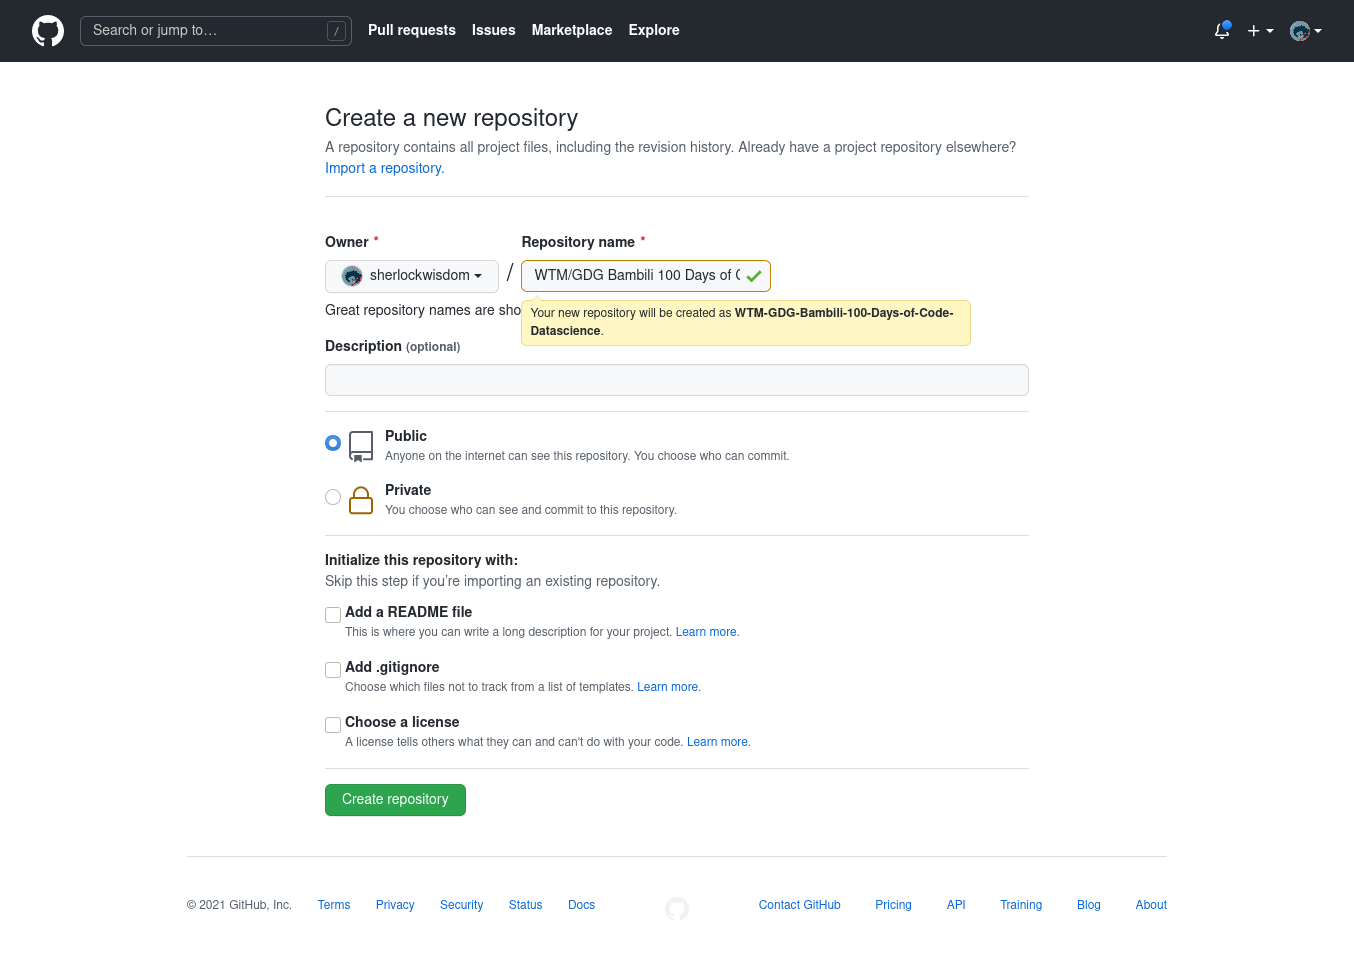 Search or jump to… /
Pull requests Issues Marketplace Explore
Create a new repository
A repository contains all project files, including the revision history. Already have a project repository elsewhere?
Import a repository.
Owner * Repository name *
sherlockwisdom / WTM/GDG Bambili 100 Days of C
Great repository names are sho
Your new repository will be created as WTM-GDG-Bambili-100-Days-of-Code-
Datascience.
Description (optional)
Public
Anyone on the internet can see this repository. You choose who can commit.
Private
You choose who can see and commit to this repository.
Initialize this repository with:
Skip this step if you’re importing an existing repository.
Add a README file
This is where you can write a long description for your project. Learn more.
Add .gitignore
Choose which files not to track from a list of templates. Learn more.
Choose a license
A license tells others what they can and can't do with your code. Learn more.
Create repository
© 2021 GitHub, Inc. Terms Privacy Security Status Docs Contact GitHub Pricing API Training Blog About